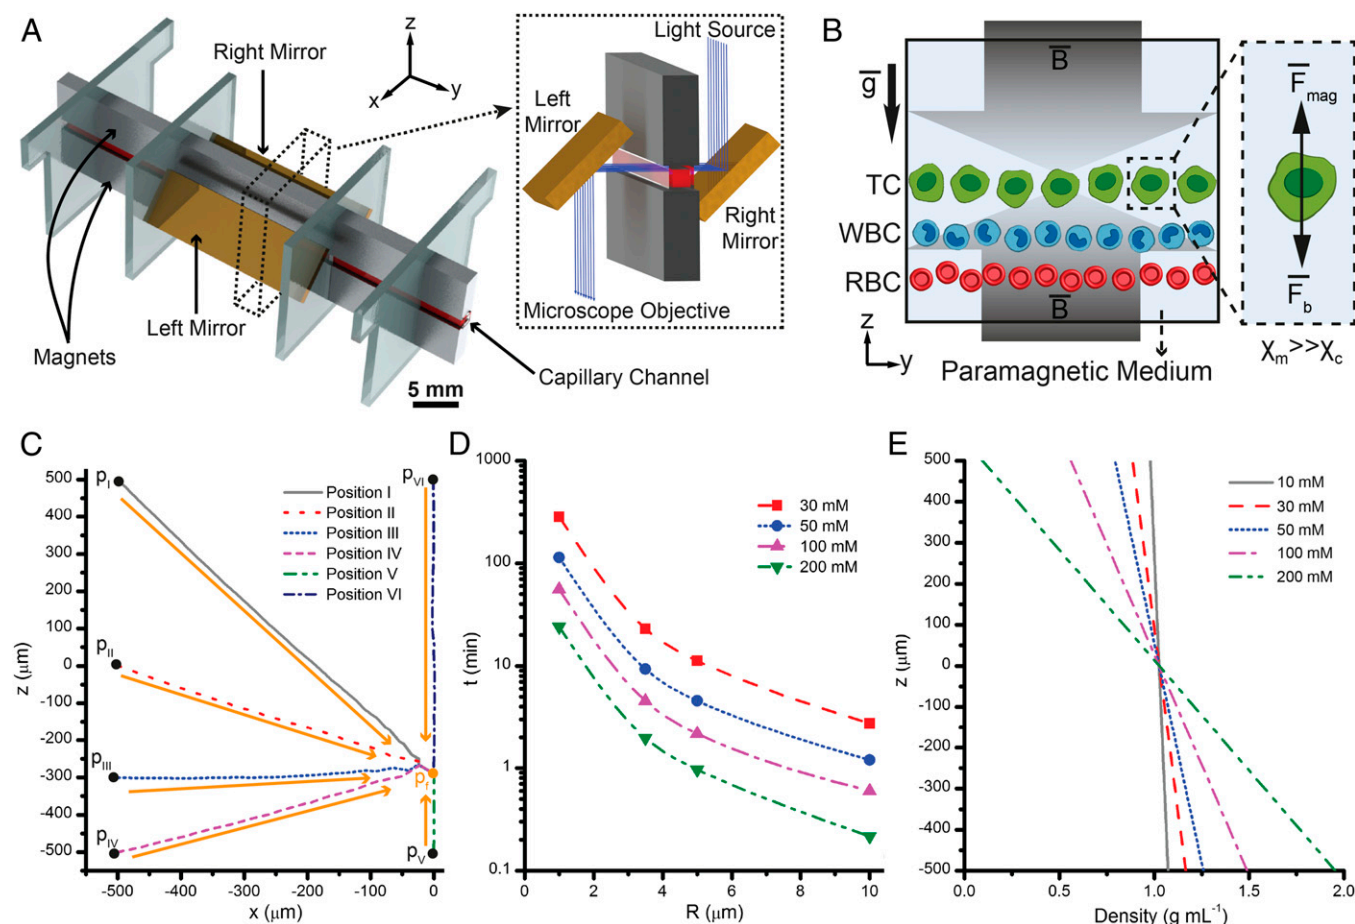 A
Right Mirror
z
x
y
Left Mirror
Magnets
5 mm
Capillary Channel
Light Source
Left
Mirror
Right
Mirror
Microscope Objective
B
B̅
g̅
TC
WBC
RBC
B̅
z
y
Paramagnetic Medium
F̅mag
F̅b
χm>>χc
C
500
400
300
200
100
0
-100
-200
-300
-400
-500
z (μm)
-500 -400 -300 -200 -100 0
x (μm)
pI
pII
pIII
pIV
pV
pVI
pf
Position I
Position II
Position III
Position IV
Position V
Position VI
D
1000
100
10
1
0.1
t (min)
0 2 4 6 8 10
R (μm)
30 mM
50 mM
100 mM
200 mM
E
500
400
300
200
100
0
-100
-200
-300
-400
-500
z (μm)
0.0 0.5 1.0 1.5 2.0
Density (g mL⁻¹)
10 mM
30 mM
50 mM
100 mM
200 mM